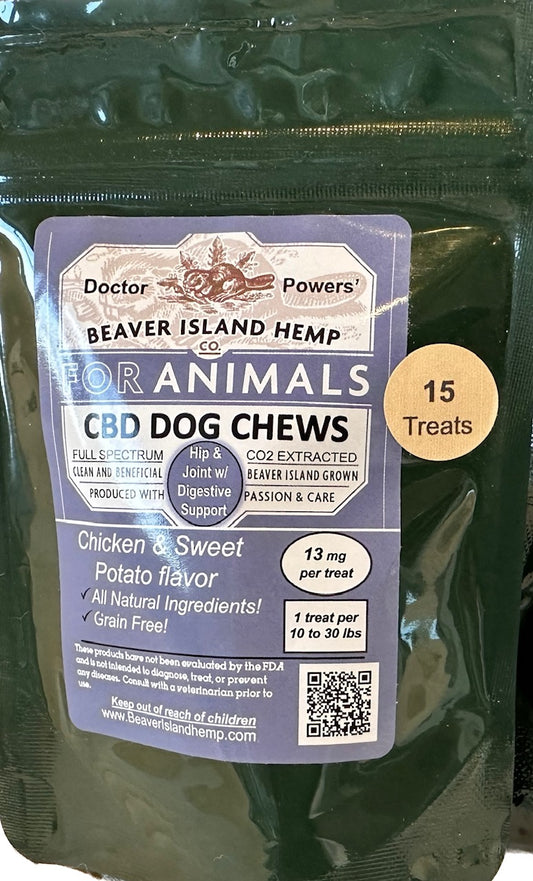 Doctor Powers'
BEAVER ISLAND HEMP
CO.
FOR ANIMALS
CBD DOG CHEWS
FULL SPECTRUM
CLEAN AND BENEFICIAL
PRODUCED WITH
Hip &
Joint w/
Digestive
Support
CO2 EXTRACTED
BEAVER ISLAND GROWN
PASSION & CARE
15
Treats
Chicken & Sweet
Potato flavor
✓All Natural Ingredients!
✓Grain Free!
13 mg
per treat
1 treat per
10 to 30 lbs
These products have not been evaluated by the FDA
and is not intended to diagnose, treat, or prevent
any diseases. Consult with a veterinarian prior to
use.
Keep out of reach of children
www.BeaverIslandhemp.com